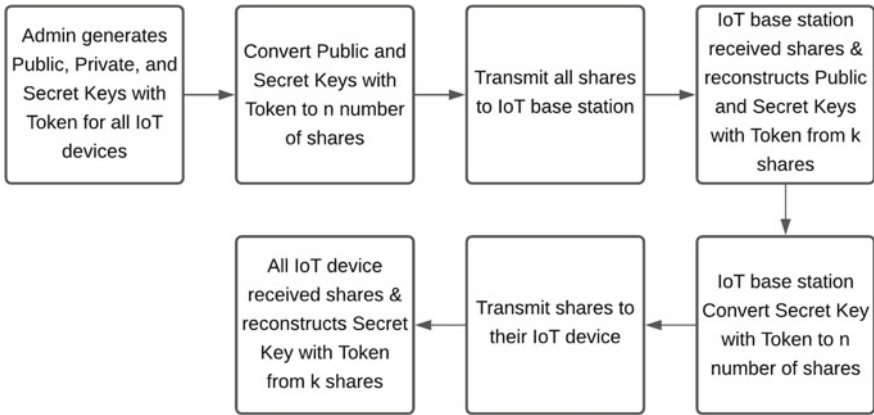 Admin generates
Public, Private, and
Secret Keys with
Token for all IoT
devices
Convert Public and
Secret Keys with
Token to n number
of shares
Transmit all shares
to IoT base station
IoT base station
received shares &
reconstructs Public
and Secret Keys
with Token from k
shares
IoT base station
Convert Secret Key
with Token to n
number of shares
Transmit shares to
their IoT device
All IoT device
received shares &
reconstructs Secret
Key with Token
from k shares